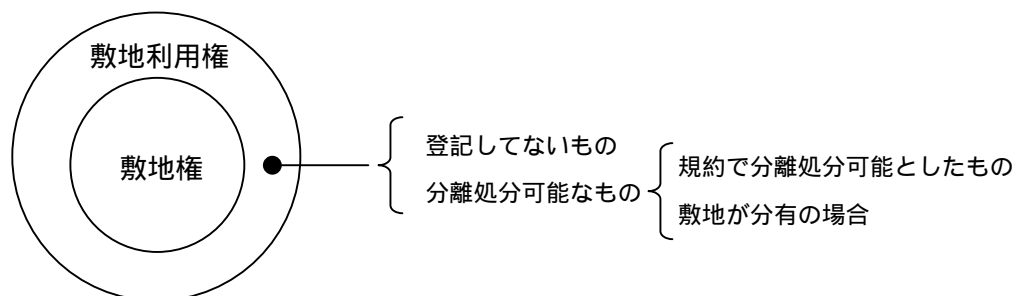 敷地利用権
敷地権
登記してないもの
分離処分可能なもの
規約で分離処分可能としたもの
敷地が分有の場合